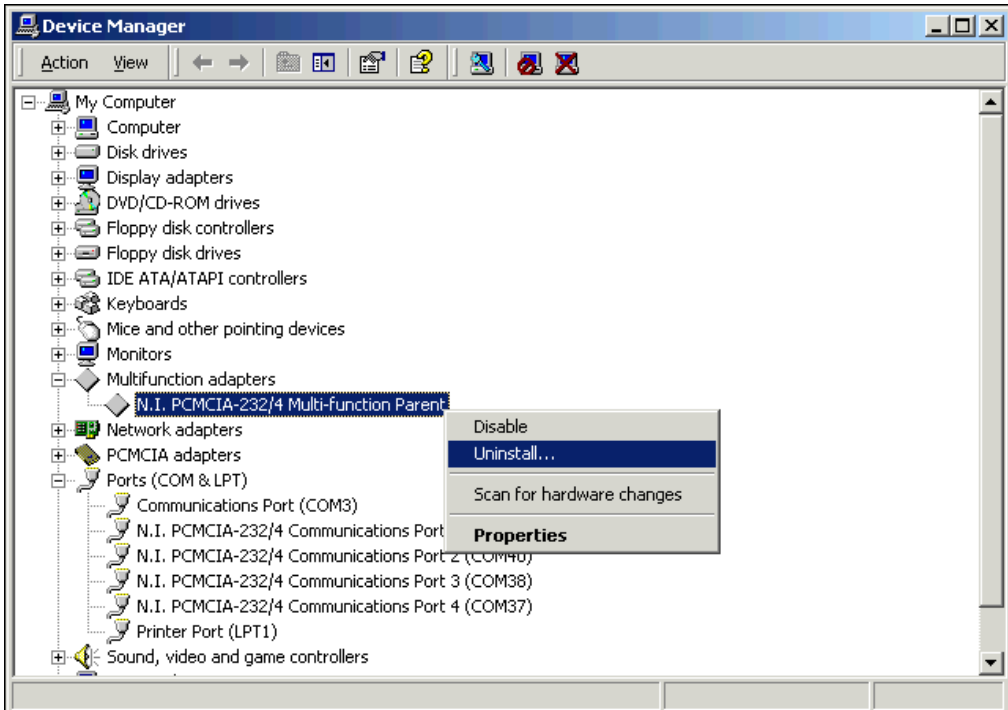 Device Manager
Action View
My Computer
Computer
Disk drives
Display adapters
DVD/CD-ROM drives
Floppy disk controllers
Floppy disk drives
IDE ATA/ATAPI controllers
Keyboards
Mice and other pointing devices
Monitors
Multifunction adapters
N.I. PCMCIA-232/4 Multi-function Parent
Network adapters
PCMCIA adapters
Ports (COM & LPT)
Communications Port (COM3)
N.I. PCMCIA-232/4 Communications Port
N.I. PCMCIA-232/4 Communications Port 2
N.I. PCMCIA-232/4 Communications Port 3 (COM38)
N.I. PCMCIA-232/4 Communications Port 4 (COM37)
Printer Port (LPT1)
Sound, video and game controllers
Disable
Uninstall...
Scan for hardware changes
Properties